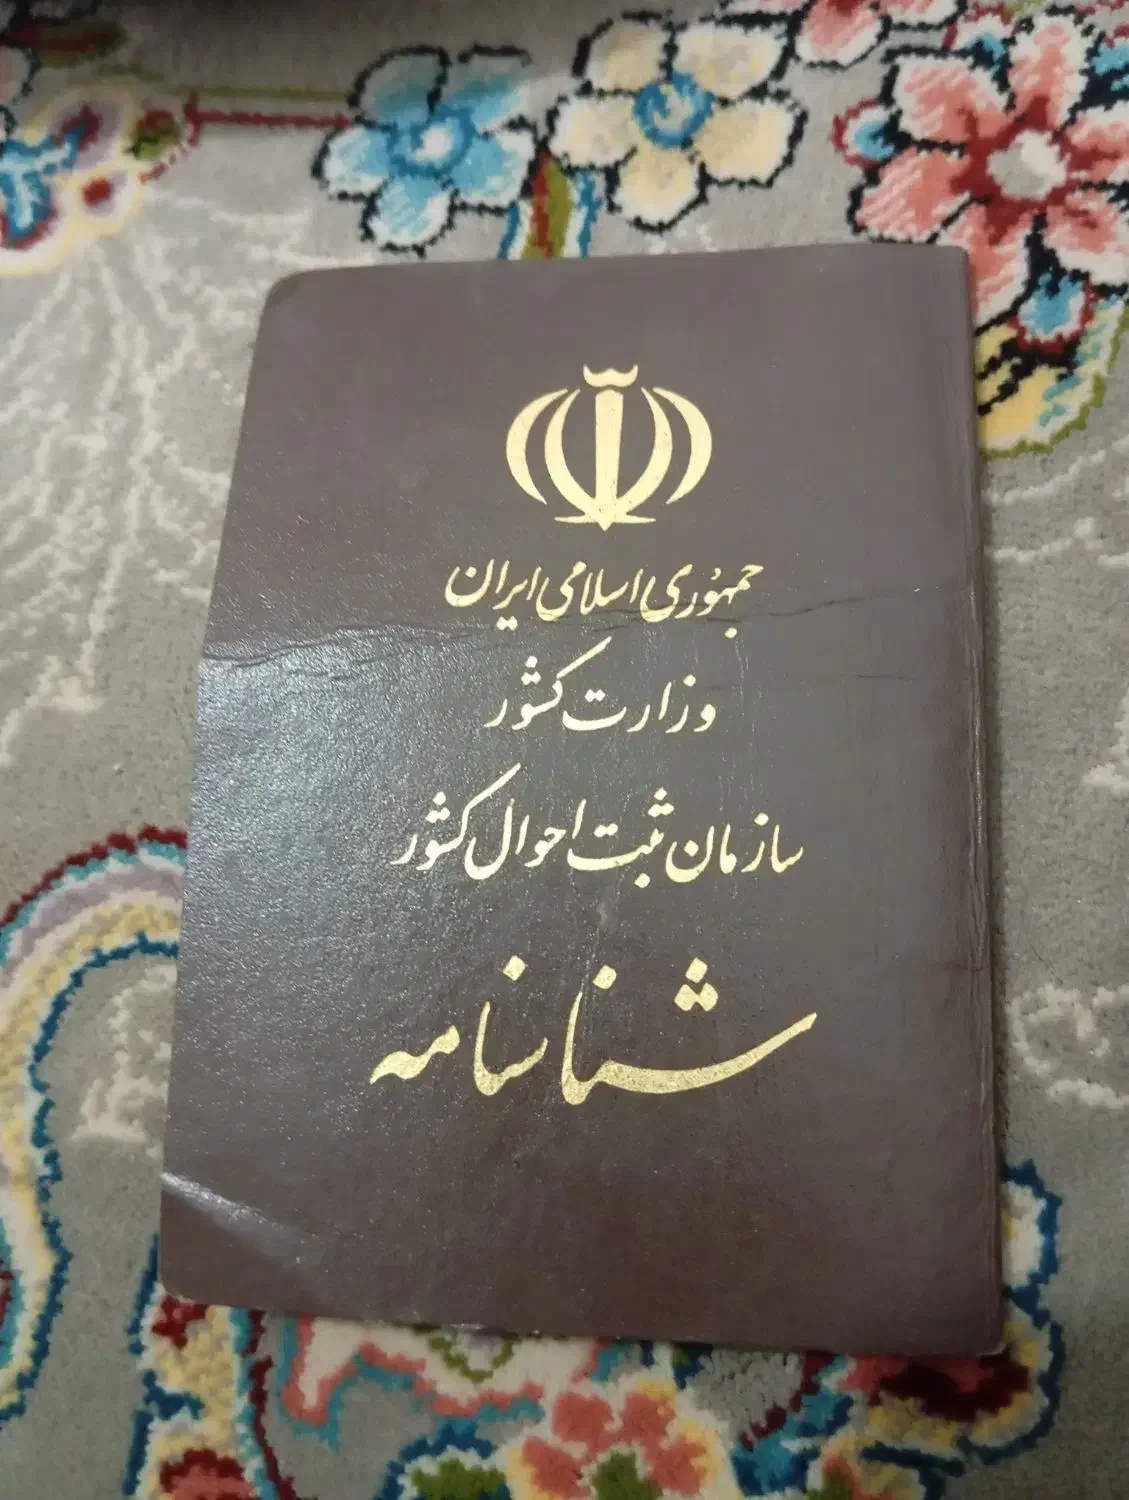 جمهوری اسلامی ایران
وزارت کشور
سازمان ثبت احوال کشور
شناسنامه